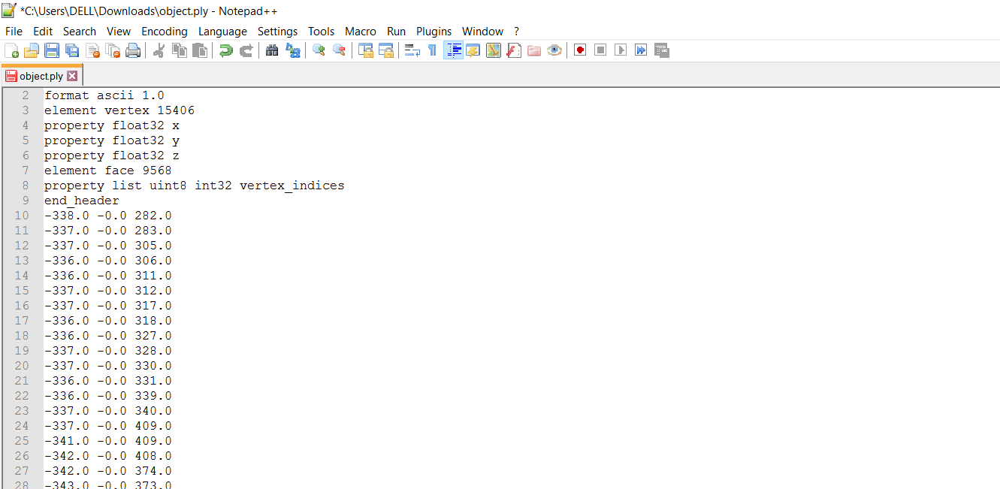 *C:\Users\DELL\Downloads\object.ply - Notepad++
File Edit Search View Encoding Language Settings Tools Macro Run Plugins Window ?
object.ply
2 format ascii 1.0
3 element vertex 15406
4 property float32 x
5 property float32 y
6 property float32 z
7 element face 9568
8 property list uint8 int32 vertex_indices
9 end_header
10 -338.0 -0.0 282.0
11 -337.0 -0.0 283.0
12 -337.0 -0.0 305.0
13 -336.0 -0.0 306.0
14 -336.0 -0.0 311.0
15 -337.0 -0.0 312.0
16 -337.0 -0.0 317.0
17 -336.0 -0.0 318.0
18 -336.0 -0.0 327.0
19 -337.0 -0.0 328.0
20 -337.0 -0.0 330.0
21 -336.0 -0.0 331.0
22 -336.0 -0.0 339.0
23 -337.0 -0.0 340.0
24 -337.0 -0.0 409.0
25 -341.0 -0.0 409.0
26 -342.0 -0.0 408.0
27 -342.0 -0.0 374.0
28 -343.0 -0.0 373.0